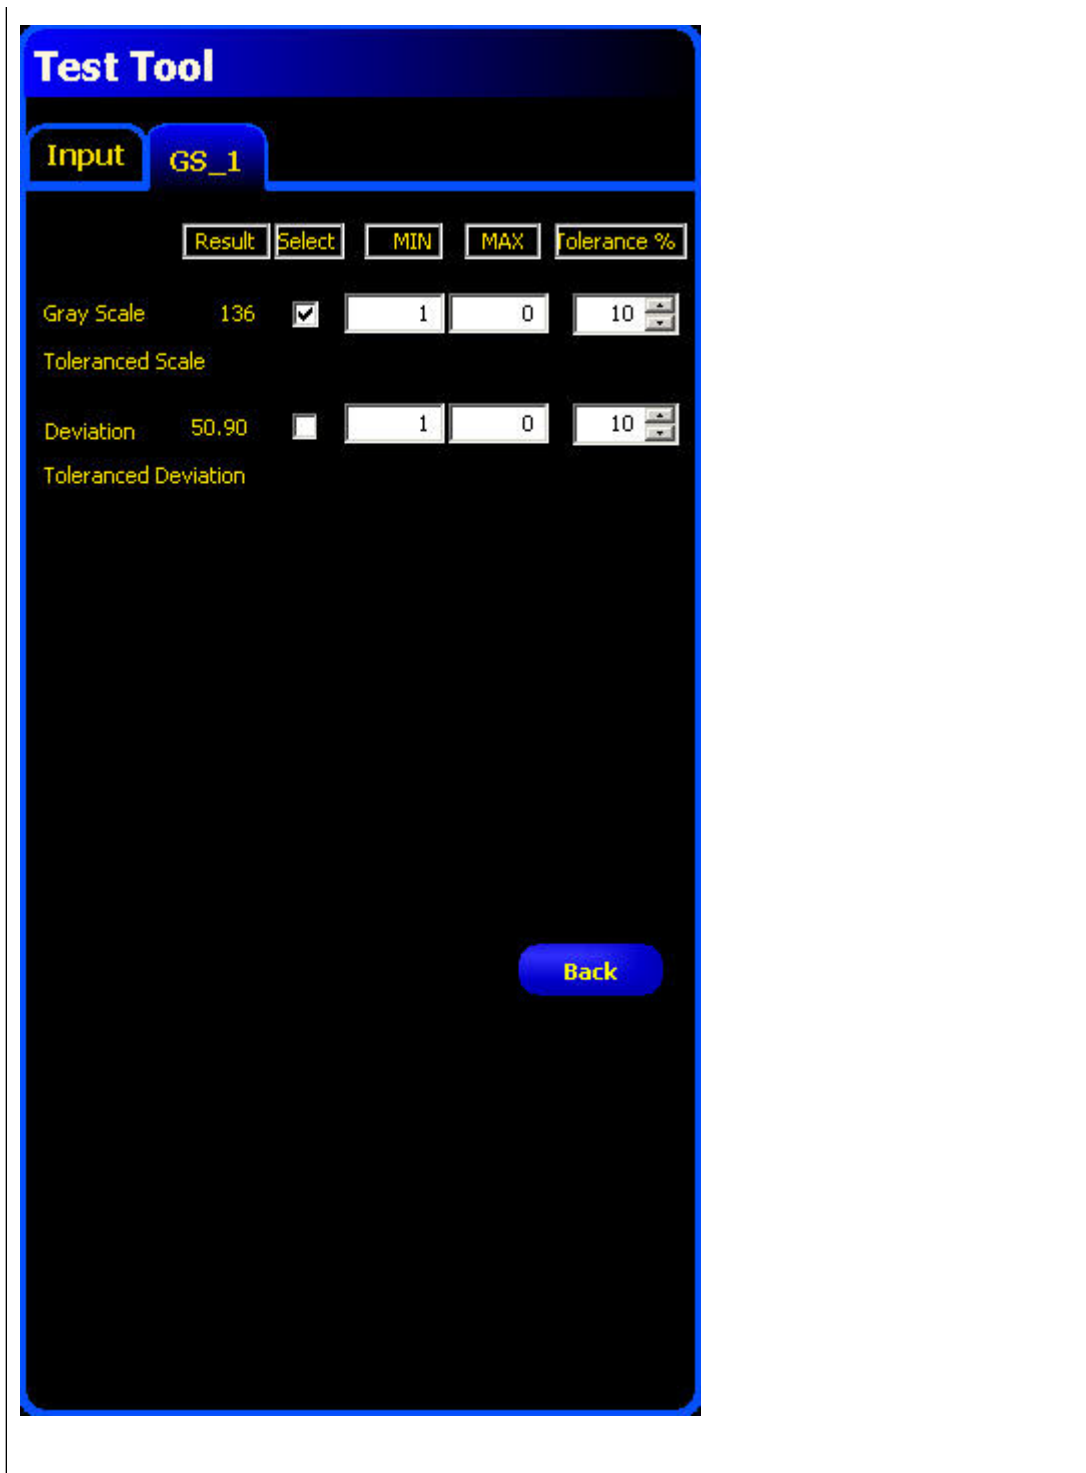 Test Tool
Input GS_1
Result Select MIN MAX Tolerance %
Gray Scale 136 1 0 10
Toleranced Scale
Deviation 50.90 1 0 10
Toleranced Deviation
Back